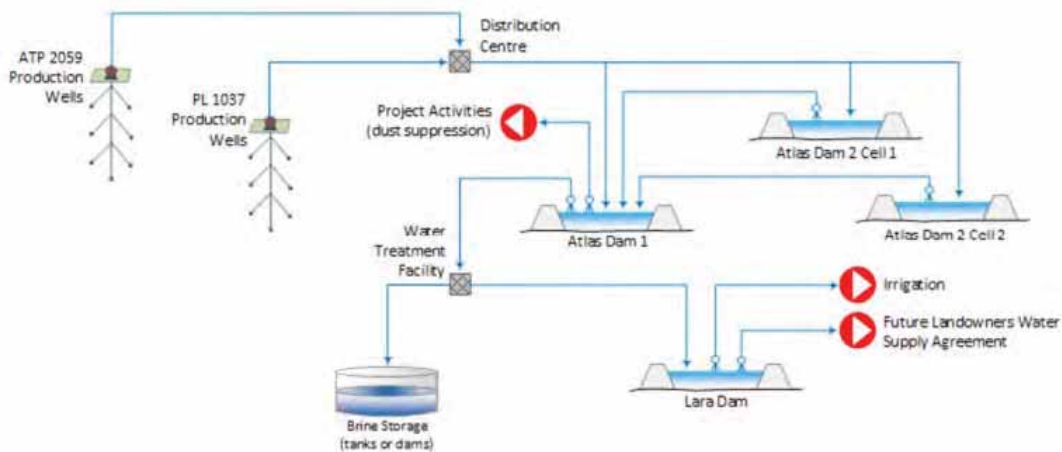 ATP 2059
Production
Wells
PL 1037
Production
Wells
Distribution
Centre
Project Activities
(dust suppression)
Atlas Dam 2 Cell 1
Atlas Dam 1
Atlas Dam 2 Cell 2
Water
Treatment
Facility
Irrigation
Future Landowners Water
Supply Agreement
Lara Dam
Brine Storage
(tanks or dams)